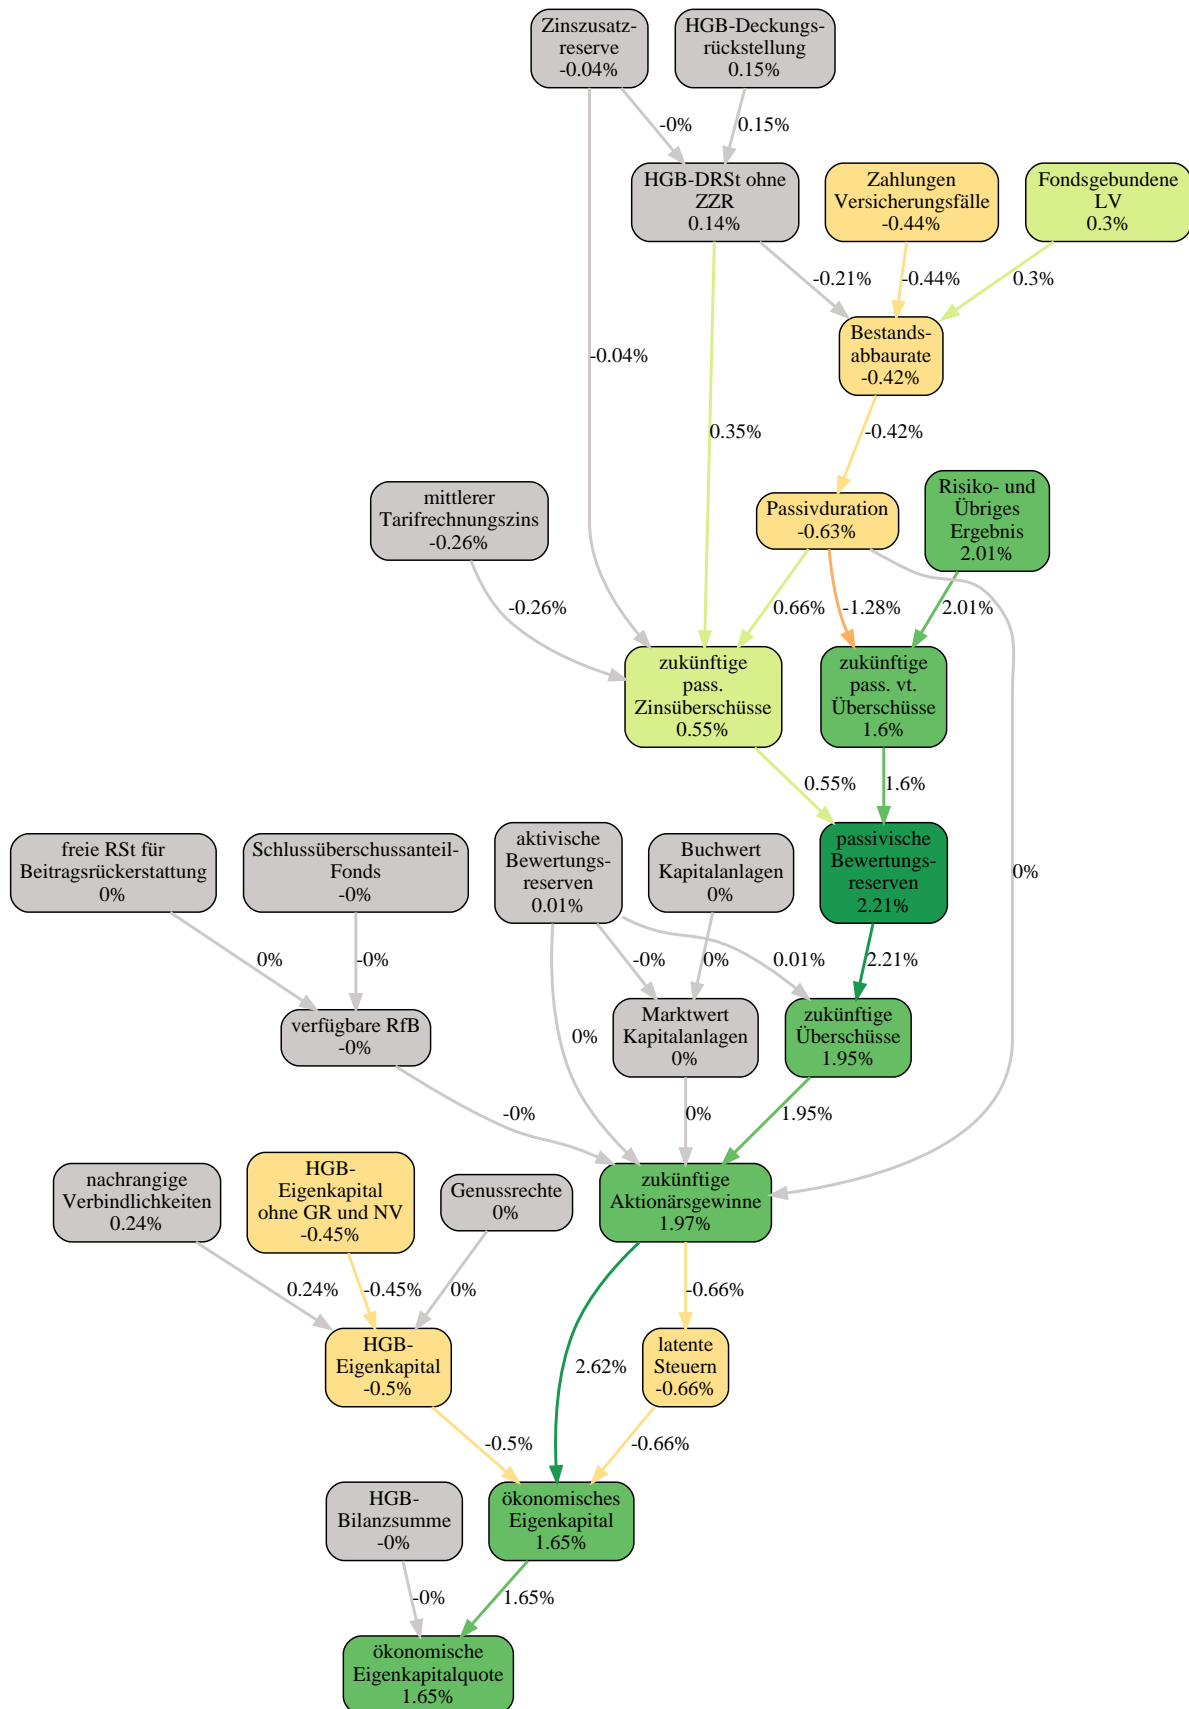 Zinszusatz-
reserve
-0.04%
HGB-Deckungs-
rückstellung
0.15%
-0%
0.15%
HGB-DRSt ohne
ZZR
0.14%
Zahlungen
Versicherungsfälle
-0.44%
Fondsgebundene
LV
0.3%
-0.21%
-0.44%
0.3%
Bestands-
abbaurate
-0.42%
-0.04%
0.35%
-0.42%
mittlerer
Tarifrechnungszins
-0.26%
Passivduration
-0.63%
Risiko- und
Übriges
Ergebnis
2.01%
-0.26%
0.66%
-1.28%
2.01%
zukünftige
pass.
Zinsüberschüsse
0.55%
zukünftige
pass. vt.
Überschüsse
1.6%
0.55%
1.6%
freie RSt für
Beitragsrückerstattung
0%
Schlussüberschussanteil-
Fonds
-0%
aktivische
Bewertungs-
reserven
0.01%
Buchwert
Kapitalanlagen
0%
passivische
Bewertungs-
reserven
2.21%
0%
0%
-0%
-0%
0%
0.01%
2.21%
verfügbare RfB
-0%
Marktwert
Kapitalanlagen
0%
zukünftige
Überschüsse
1.95%
0%
-0%
0%
1.95%
nachrangige
Verbindlichkeiten
0.24%
HGB-
Eigenkapital
ohne GR und NV
-0.45%
Genussrechte
0%
zukünftige
Aktionärsgewinne
1.97%
0.24%
-0.45%
0%
-0.66%
HGB-
Eigenkapital
-0.5%
2.62%
latente
Steuern
-0.66%
-0.5%
-0.66%
HGB-
Bilanzsumme
-0%
ökonomisches
Eigenkapital
1.65%
-0%
1.65%
ökonomische
Eigenkapitalquote
1.65%